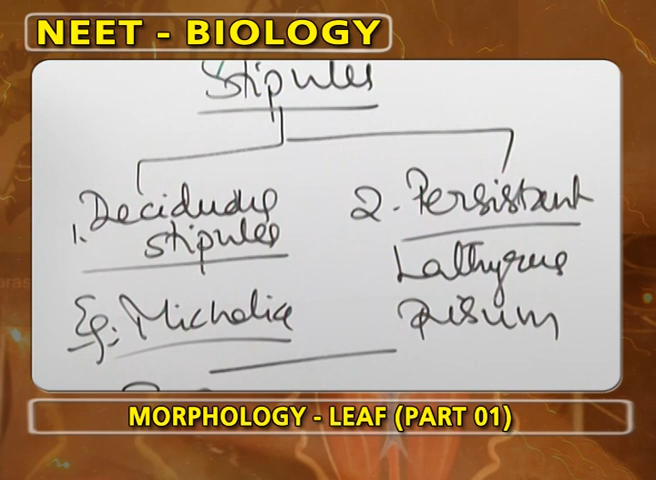 NEET - BIOLOGY
Stipules
1. Deciduous
stipules
Eg: Michelia
2. Persistant
Lathyrus
Pisum
MORPHOLOGY - LEAF (PART 01)